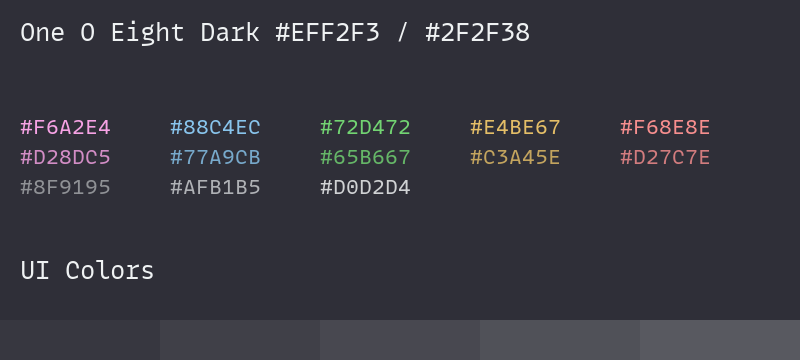 One O Eight Dark #EFF2F3 / #2F2F38
#F6A2E4 #88C4EC #72D472 #E4BE67 #F68E8E
#D28DC5 #77A9CB #65B667 #C3A45E #D27C7E
#8F9195 #AFB1B5 #D0D2D4
UI Colors